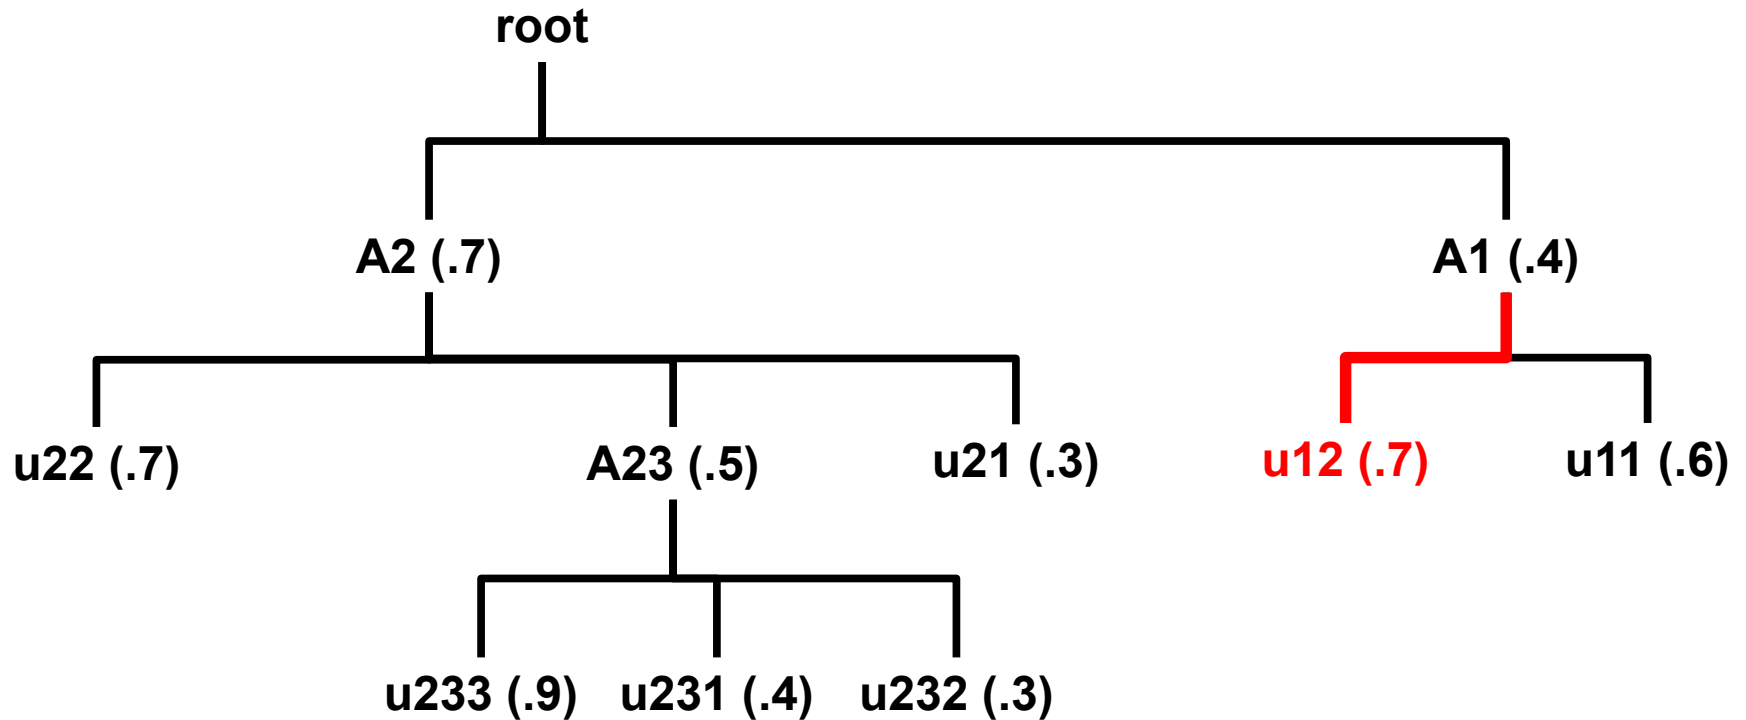 root
A2 (.7)
A1 (.4)
u22 (.7)
A23 (.5)
u21 (.3)
u12 (.7)
u11 (.6)
u233 (.9)
u231 (.4)
u232 (.3)